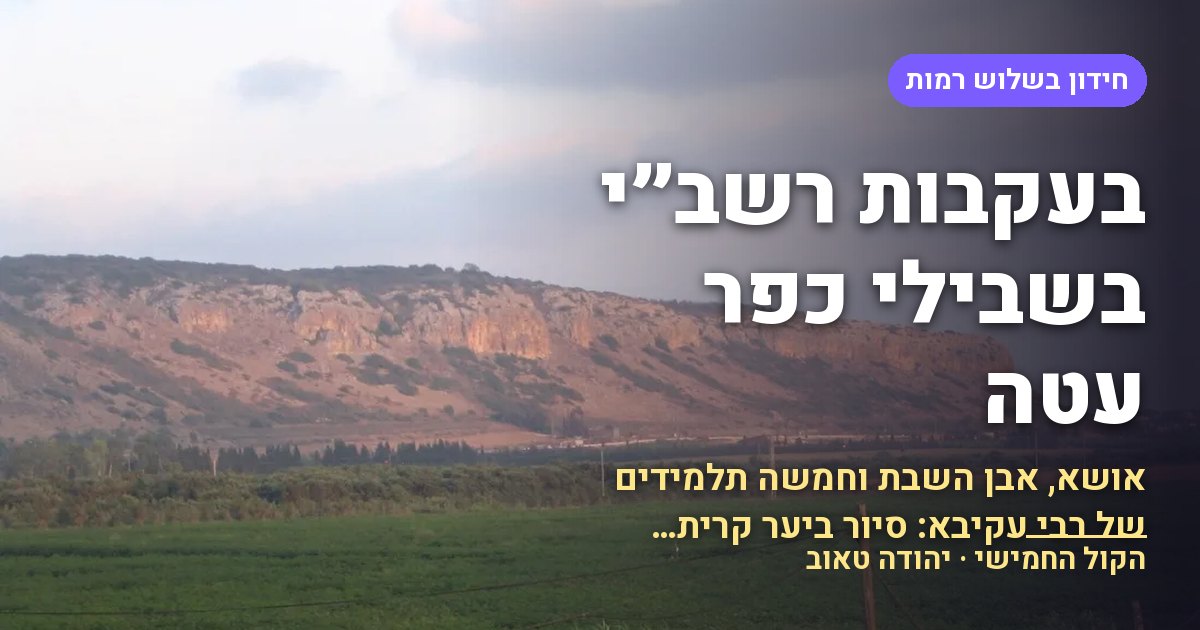 חידון בשלוש רמות
בעקבות רשב״י
בשבילי כפר
עטה
אושא, אבן השבת וחמשה תלמידים
של רבי עקיבא: סיור ביער קרית...
הקול החמישי · יהודה טאוב